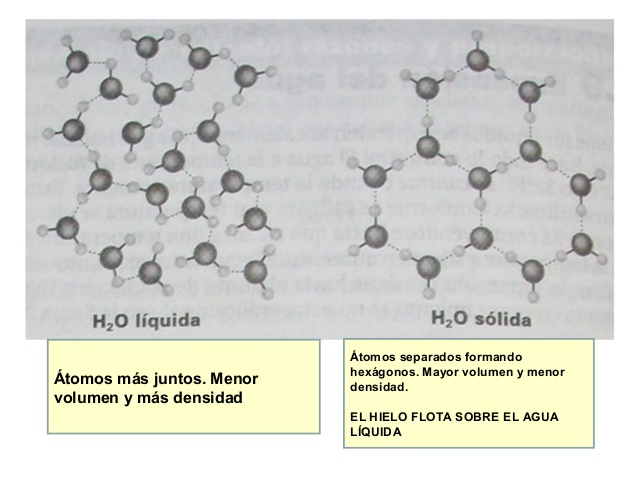 H₂O líquida
H₂O sólida
Átomos más juntos. Menor
volumen y más densidad
Átomos separados formando
hexágonos. Mayor volumen y menor
densidad.
EL HIELO FLOTA SOBRE EL AGUA
LÍQUIDA